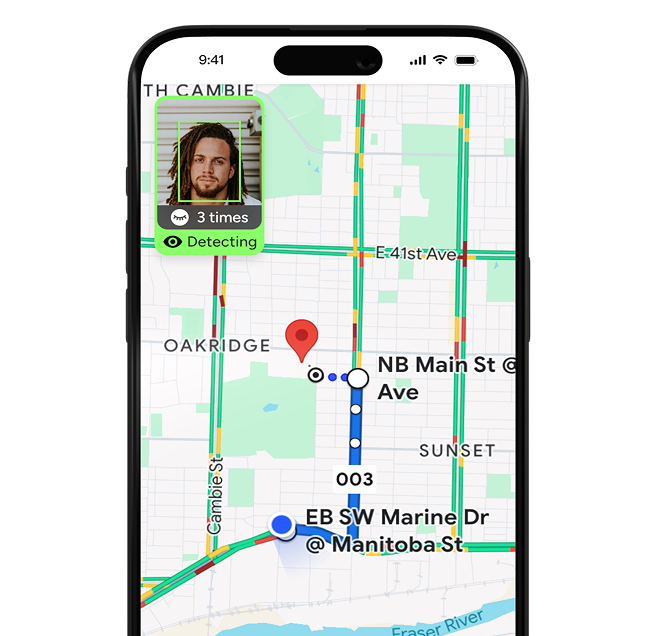 9:41
TH CAMBIE
3 times
Detecting
E 41st Ave
OAKRIDGE
NB Main St @
Ave
SUNSET
003
Cambie St
EB SW Marine Dr
@ Manitoba St
Fraser River